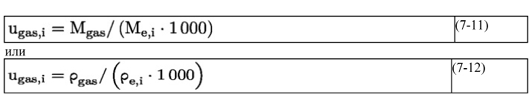 u_gas,i = M_gas / (M_e,i · 1 000) (7-11)
или
u_gas,i = ρ_gas / (ρ_e,i · 1 000) (7-12)